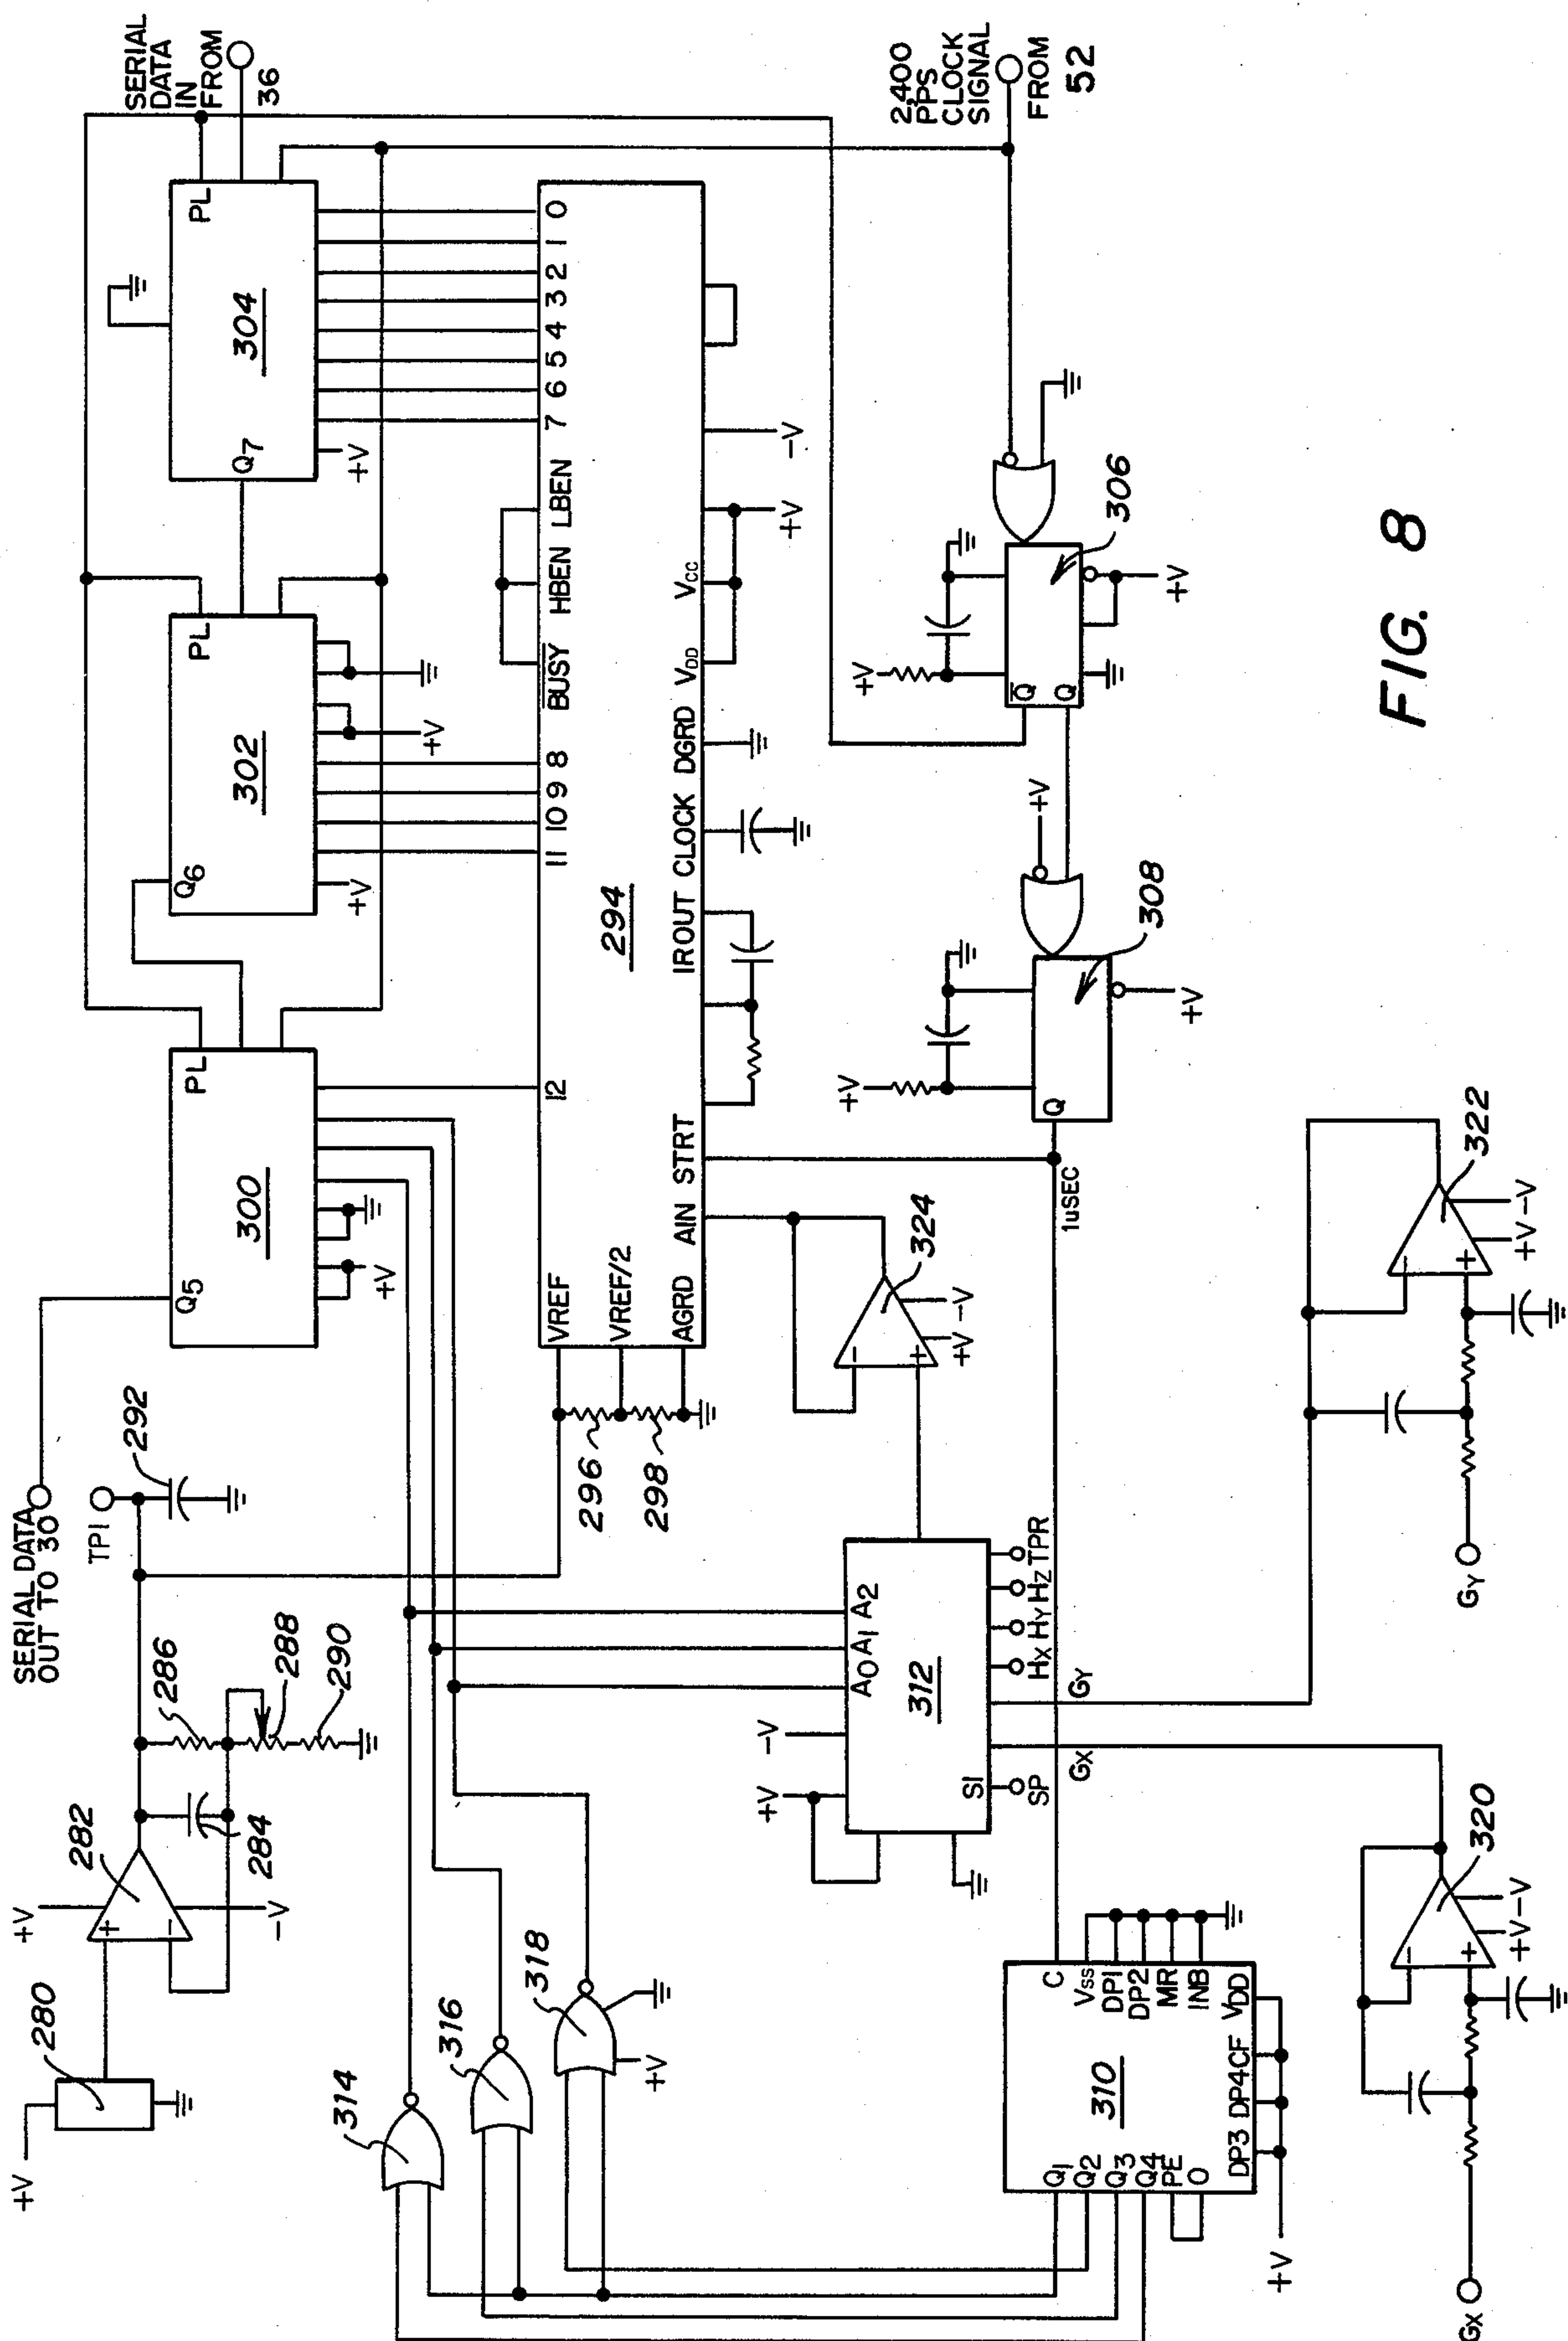 SERIAL DATA
OUT TO 30
TP1
292
SERIAL
DATA
IN
FROM
36
+V
280
+V
282
+
-
-V
284
286
288
290
Q5
PL
300
+V
Q6
PL
302
+V
+V
Q7
PL
304
+V
12
11 10 9 8
BUSY HBEN LBEN
7 6 5 4 3 2 1 0
VREF
VREF/2
AGRD
294
AIN STRT IROUT CLOCK DGRD VDD VCC
+V
-V
296
298
314
316
318
+V
2,400
PPS
CLOCK
SIGNAL
FROM
52
306
+V
Q
Q
+V
308
+V
+V
Q
+V
1uSEC
324
-
+
+V -V
+V
-V
A0 A1 A2
312
S1
SP
GX
GY
HX HY HZ TPR
310
Q1
Q2
Q3
Q4
PE
O
C
VSS
DP1
DP2
MR
INB
DP3 DP4 CF VDD
+V
320
-
+
+V -V
GX
322
-
+
+V -V
GY
FIG. 8